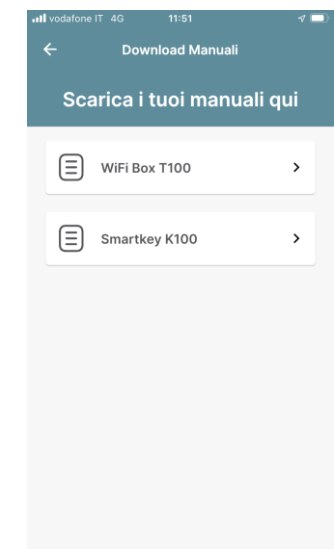 vodafone IT 4G 11:51
Download Manuali
Scarica i tuoi manuali qui
WiFi Box T100
Smartkey K100